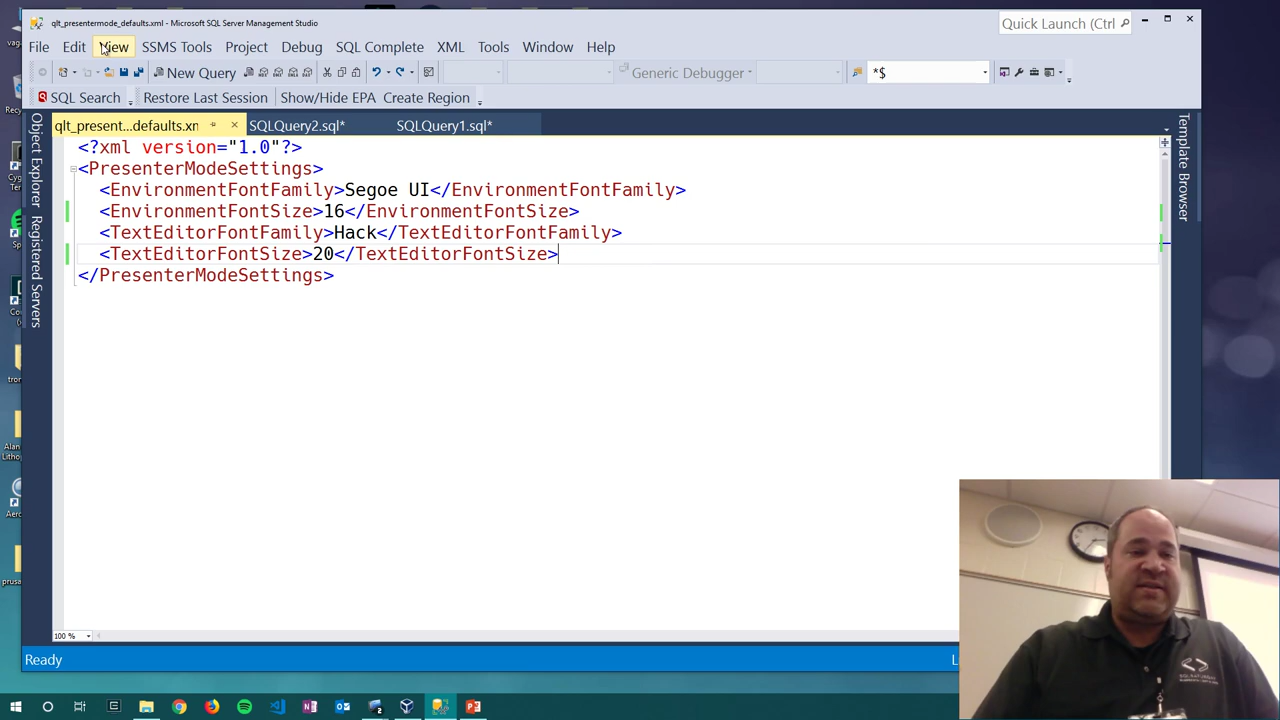 qlt_presentermode_defaults.xml - Microsoft SQL Server Management Studio
Quick Launch (Ctrl
File Edit View SSMS Tools Project Debug SQL Complete XML Tools Window Help
New Query Generic Debugger *$
SQL Search Restore Last Session Show/Hide EPA Create Region
qlt_present...defaults.xn SQLQuery2.sql* SQLQuery1.sql*
Object Explorer
Registered Servers
Template Browser
<?xml version="1.0"?>
<PresenterModeSettings>
<EnvironmentFontFamily>Segoe UI</EnvironmentFontFamily>
<EnvironmentFontSize>16</EnvironmentFontSize>
<TextEditorFontFamily>Hack</TextEditorFontFamily>
<TextEditorFontSize>20</TextEditorFontSize>
</PresenterModeSettings>
100 %
Ready